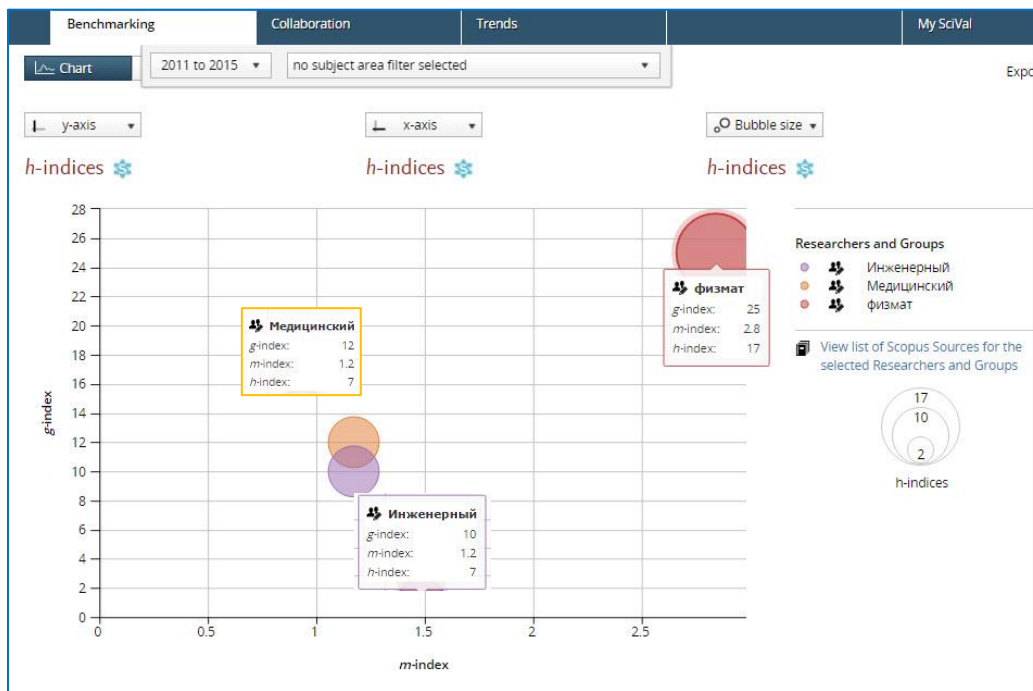 Benchmarking Collaboration Trends My SciVal
Chart 2011 to 2015 no subject area filter selected Expo
y-axis x-axis Bubble size
h-indices h-indices h-indices
28
26
24
22
20
18
16
14
12
10
8
6
4
2
0
g-index
0 0.5 1 1.5 2 2.5
m-index
Медицинский
g-index: 12
m-index: 1.2
h-index: 7
Инженерный
g-index: 10
m-index: 1.2
h-index: 7
физмат
g-index: 25
m-index: 2.8
h-index: 17
Researchers and Groups
Инженерный
Медицинский
физмат
View list of Scopus Sources for the
selected Researchers and Groups
17
10
2
h-indices